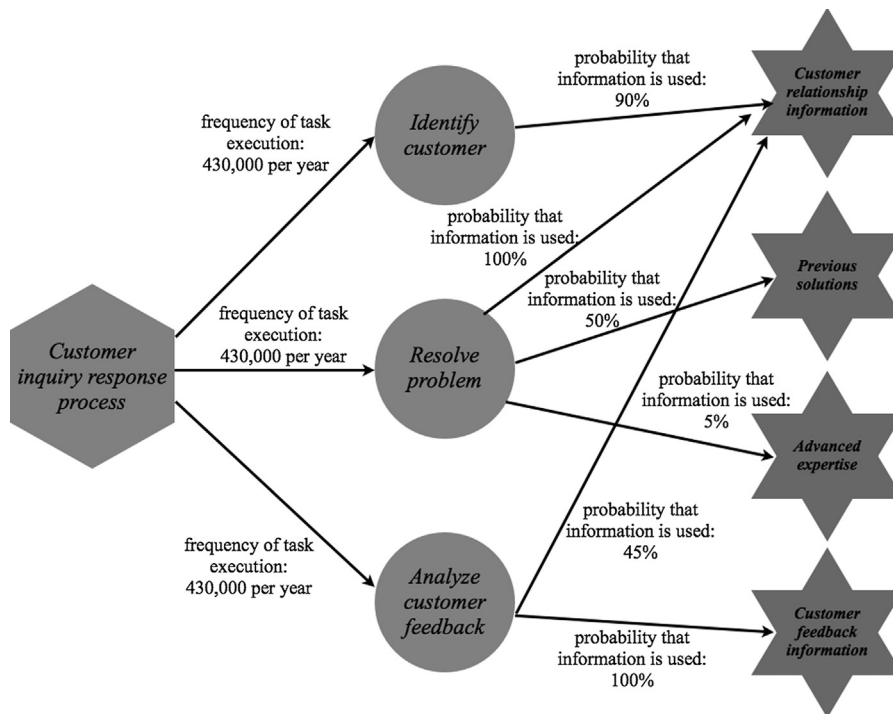 probability that
information is used:
90%
Customer
relationship
information
frequency of task
execution:
430,000 per year
Identify
customer
probability that
information is used:
100%
probability that
information is used:
50%
Previous
solutions
frequency of task
execution:
430,000 per year
Customer
inquiry response
process
Resolve
problem
probability that
information is used:
5%
Advanced
expertise
probability that
information is used:
45%
frequency of task
execution:
430,000 per year
Analyze
customer
feedback
Customer
feedback
information
probability that
information is used:
100%